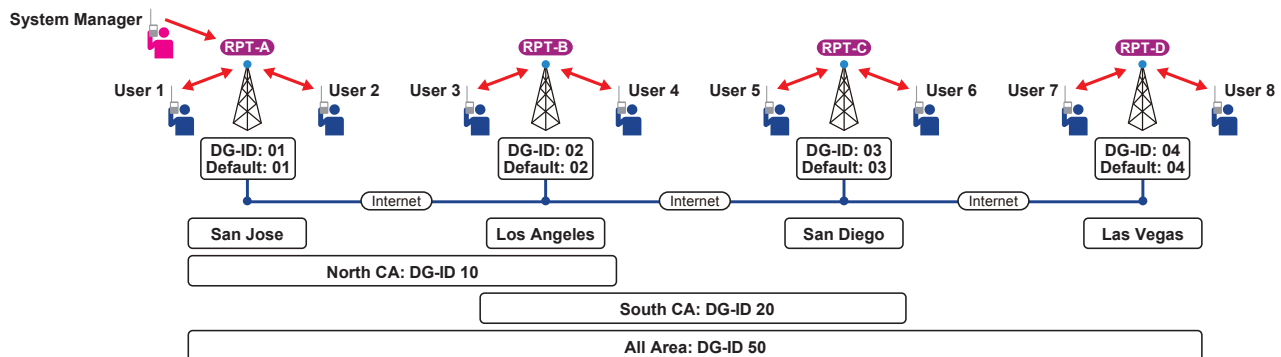 System Manager
RPT-A
RPT-B
RPT-C
RPT-D
User 1
User 2
User 3
User 4
User 5
User 6
User 7
User 8
DG-ID: 01
Default: 01
DG-ID: 02
Default: 02
DG-ID: 03
Default: 03
DG-ID: 04
Default: 04
Internet
Internet
Internet
San Jose
Los Angeles
San Diego
Las Vegas
North CA: DG-ID 10
South CA: DG-ID 20
All Area: DG-ID 50